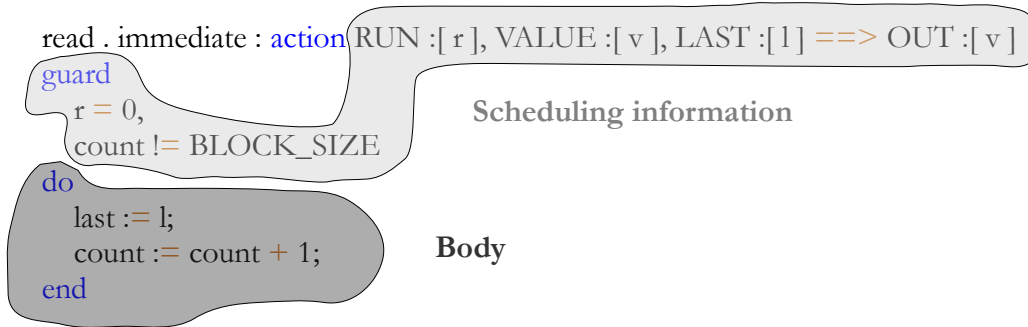 read . immediate : action RUN :[ r ], VALUE :[ v ], LAST :[ l ] ==> OUT :[ v ]
guard
r = 0,
Scheduling information
count != BLOCK_SIZE
do
last := l;
count := count + 1;
Body
end